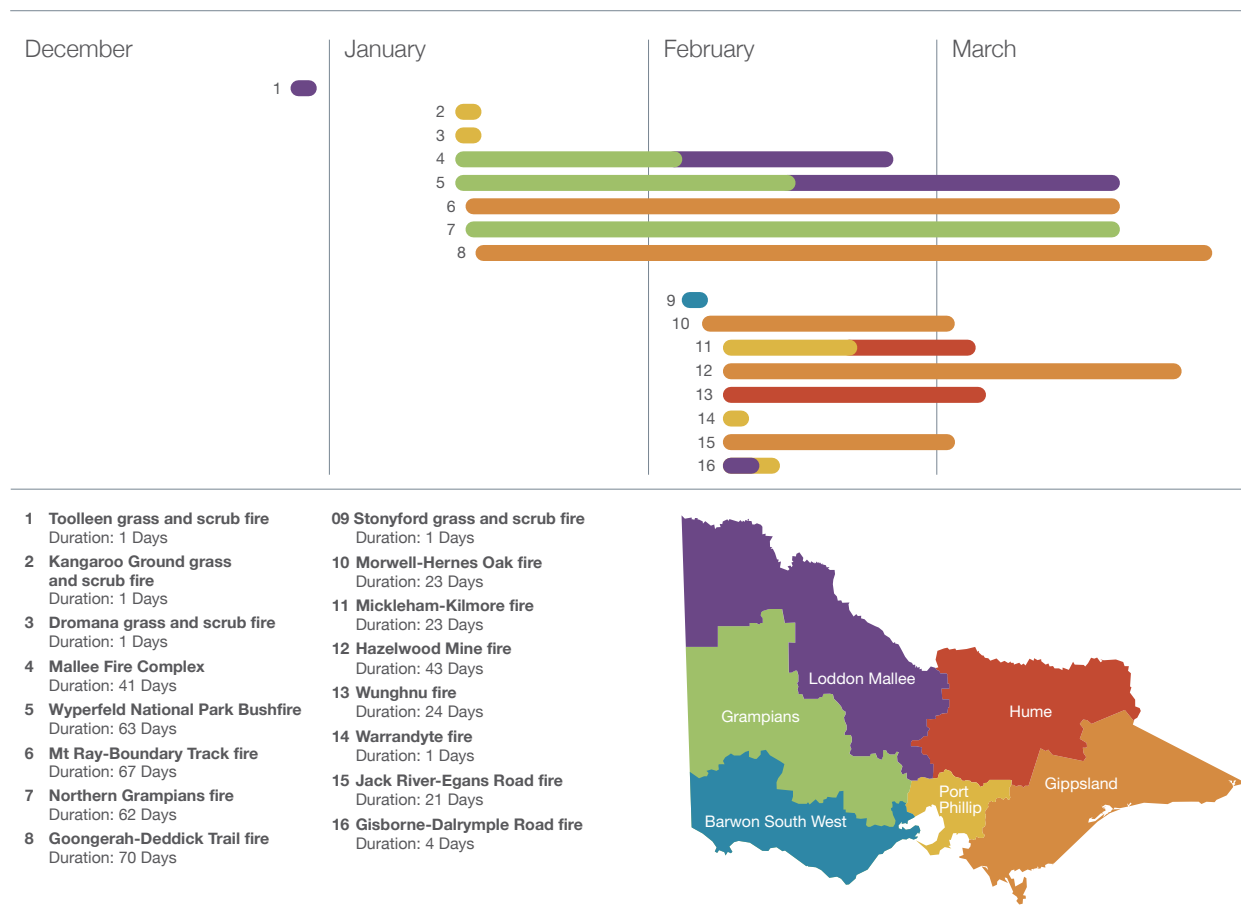 December
January
February
March
1
2
3
4
5
6
7
8
9
10
11
12
13
14
15
16
1 Toolleen grass and scrub fire
Duration: 1 Days
2 Kangaroo Ground grass
and scrub fire
Duration: 1 Days
3 Dromana grass and scrub fire
Duration: 1 Days
4 Mallee Fire Complex
Duration: 41 Days
5 Wyperfeld National Park Bushfire
Duration: 63 Days
6 Mt Ray-Boundary Track fire
Duration: 67 Days
7 Northern Grampians fire
Duration: 62 Days
8 Goongerah-Deddick Trail fire
Duration: 70 Days
09 Stonyford grass and scrub fire
Duration: 1 Days
10 Morwell-Hernes Oak fire
Duration: 23 Days
11 Mickleham-Kilmore fire
Duration: 23 Days
12 Hazelwood Mine fire
Duration: 43 Days
13 Wunghnu fire
Duration: 24 Days
14 Warrandyte fire
Duration: 1 Days
15 Jack River-Egans Road fire
Duration: 21 Days
16 Gisborne-Dalrymple Road fire
Duration: 4 Days
Loddon Mallee
Grampians
Hume
Gippsland
Port
Phillip
Barwon South West